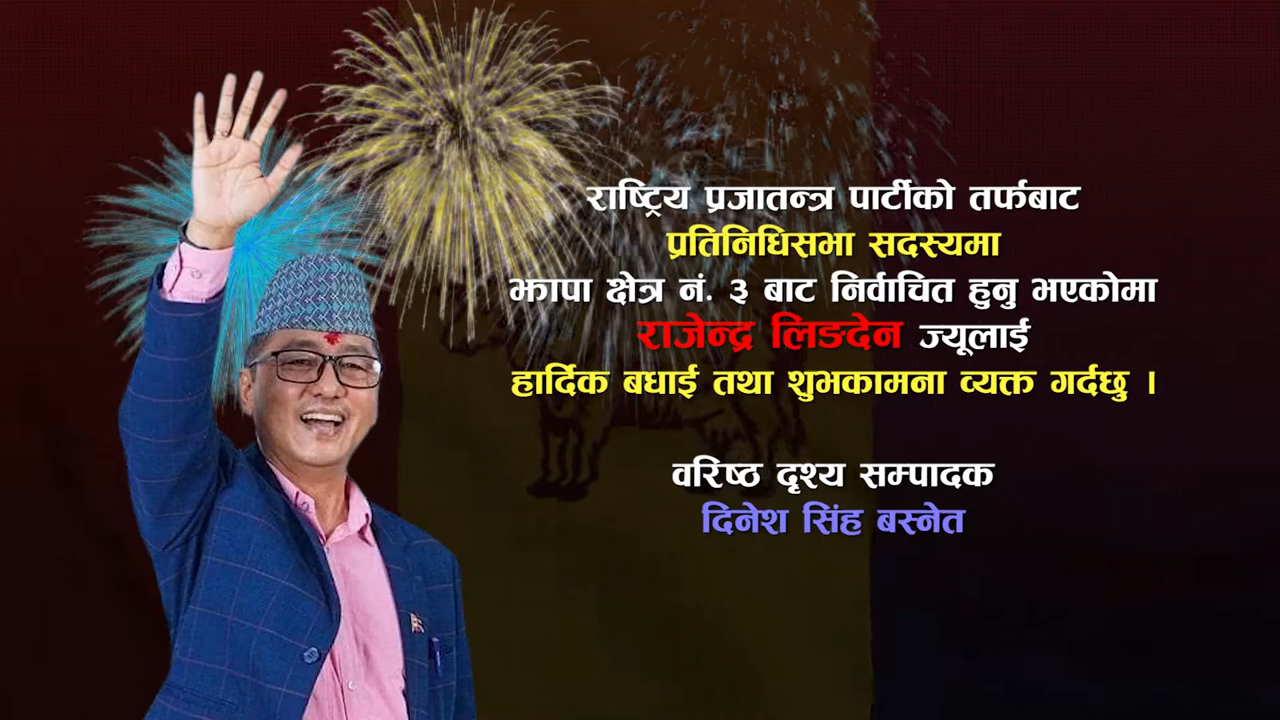 राष्ट्रिय प्रजातन्त्र पार्टीको तर्फबाट
प्रतिनिधिसभा सदस्यमा
झापा क्षेत्र नं. ३ बाट निर्वाचित हुनु भएकोमा
राजेन्द्र लिङदेन ज्यूलाई
हार्दिक बधाई तथा शुभकामना व्यक्त गर्दछु ।
वरिष्ठ दृश्य सम्पादक
दिनेश सिंह बस्नेत